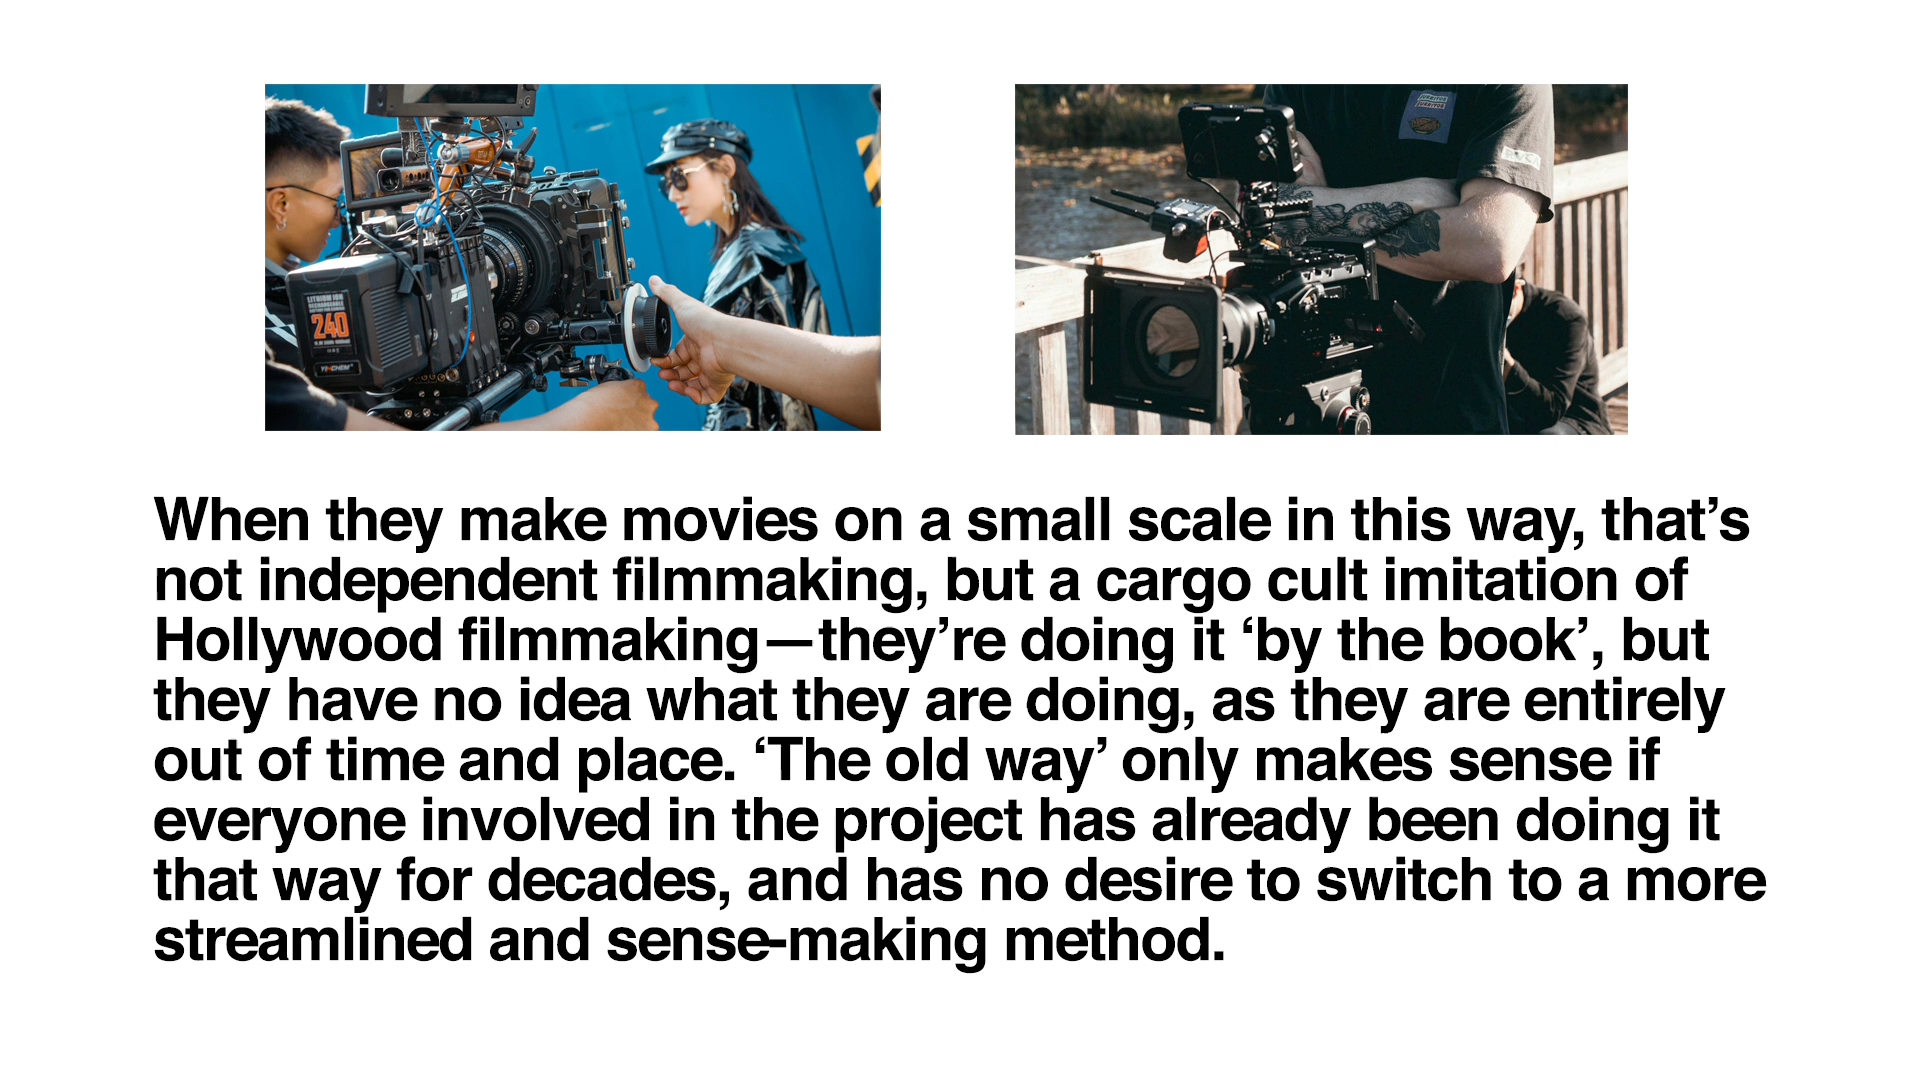 LITHIUM ION
240
When they make movies on a small scale in this way, that’s
not independent filmmaking, but a cargo cult imitation of
Hollywood filmmaking—they’re doing it ‘by the book’, but
they have no idea what they are doing, as they are entirely
out of time and place. ‘The old way’ only makes sense if
everyone involved in the project has already been doing it
that way for decades, and has no desire to switch to a more
streamlined and sense-making method.